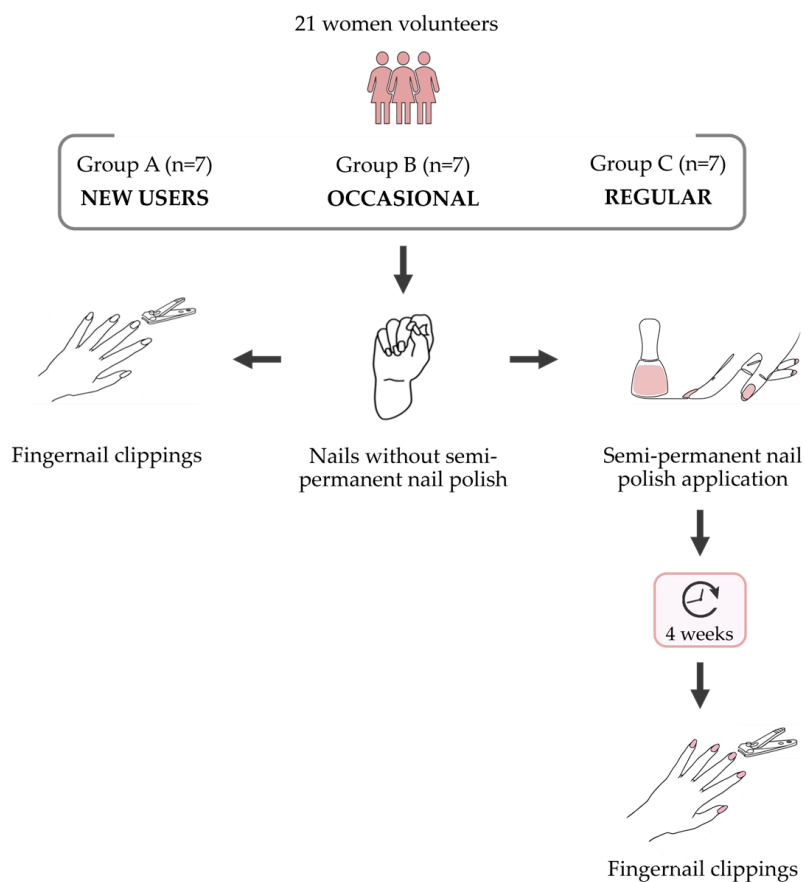 21 women volunteers
Group A (n=7)
NEW USERS
Group B (n=7)
OCCASIONAL
Group C (n=7)
REGULAR
Fingernail clippings
Nails without semi-
permanent nail polish
Semi-permanent nail
polish application
4 weeks
Fingernail clippings